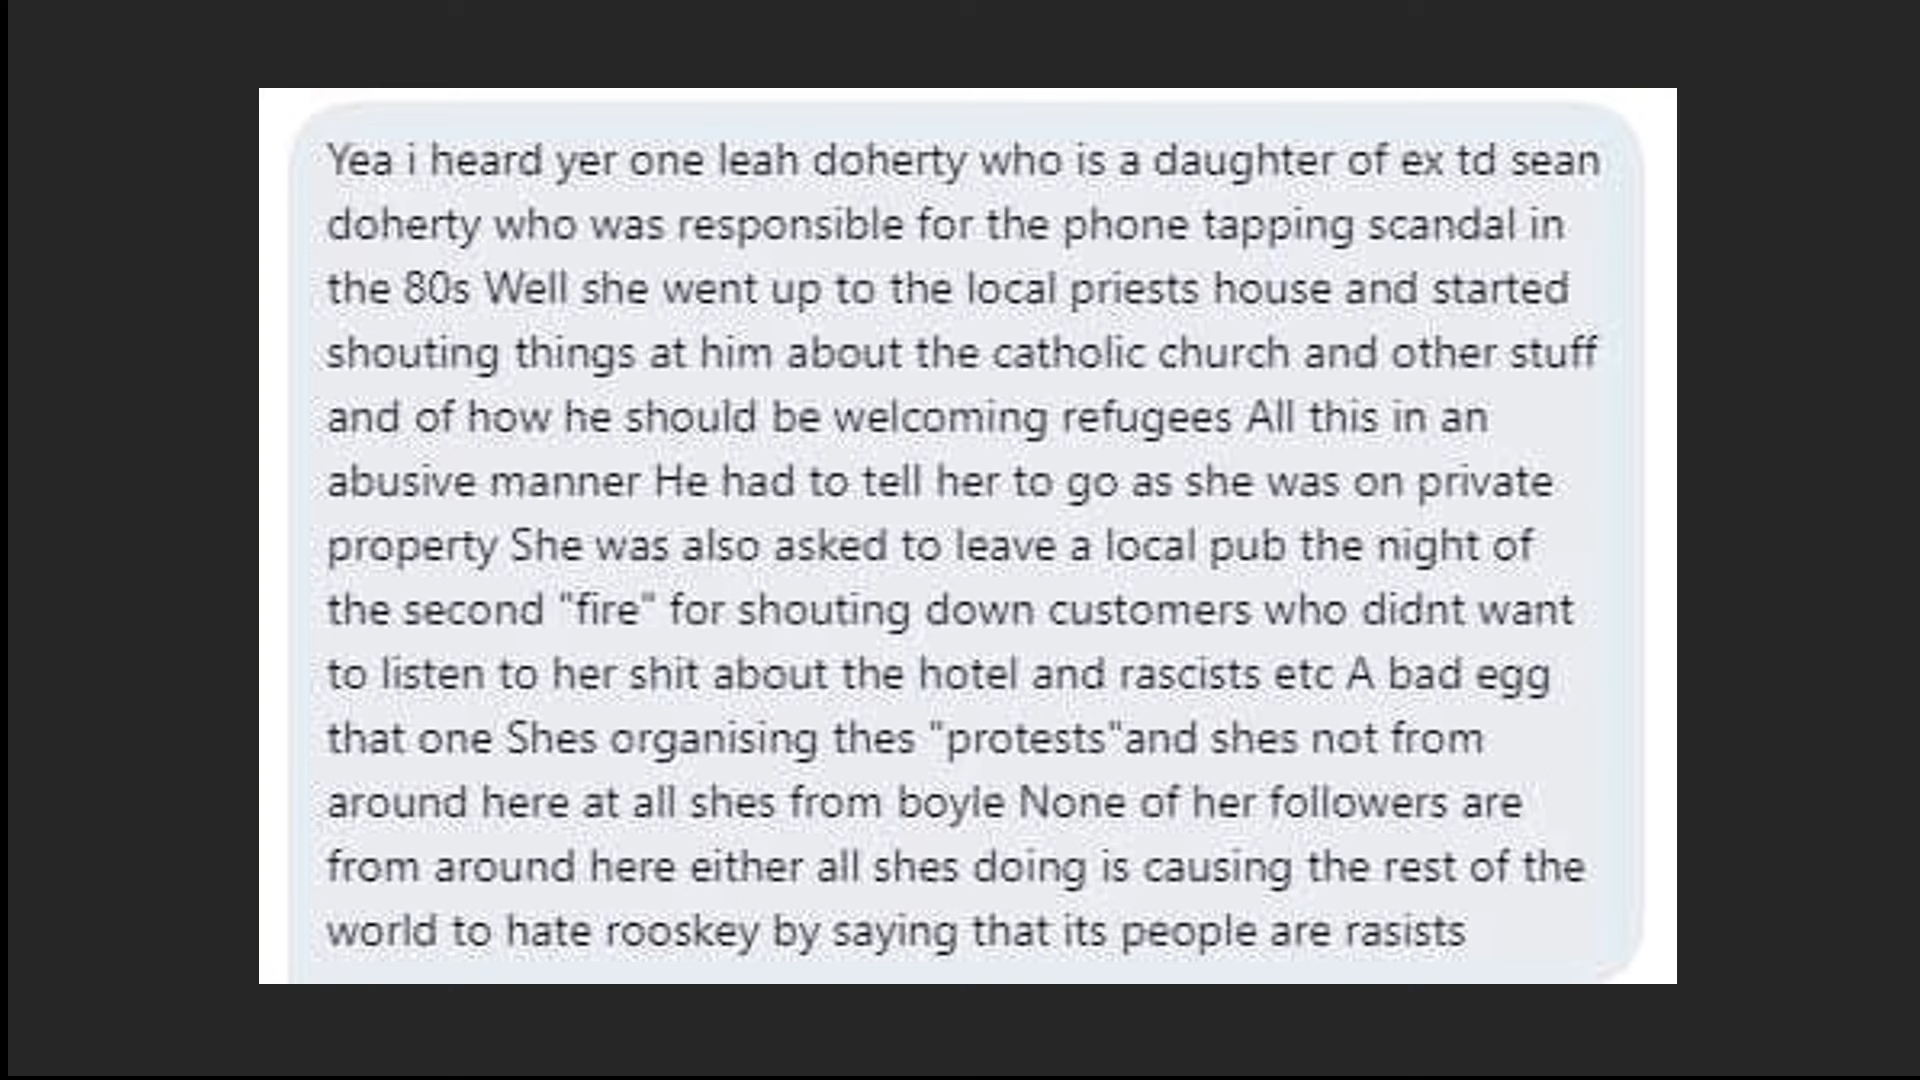 Yea i heard yer one leah doherty who is a daughter of ex td sean
doherty who was responsible for the phone tapping scandal in
the 80s Well she went up to the local priests house and started
shouting things at him about the catholic church and other stuff
and of how he should be welcoming refugees All this in an
abusive manner He had to tell her to go as she was on private
property She was also asked to leave a local pub the night of
the second "fire" for shouting down customers who didnt want
to listen to her shit about the hotel and rascists etc A bad egg
that one Shes organising thes "protests"and shes not from
around here at all shes from boyle None of her followers are
from around here either all shes doing is causing the rest of the
world to hate rooskey by saying that its people are rasists